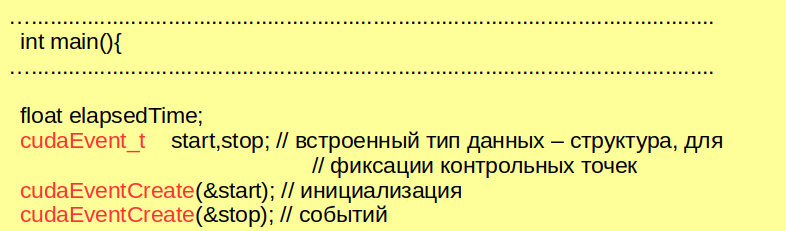 …..............................................................................................................
int main(){
…..............................................................................................................
float elapsedTime;
cudaEvent_t start,stop; // встроенный тип данных – структура, для
// фиксации контрольных точек
cudaEventCreate(&start); // инициализация
cudaEventCreate(&stop); // событий